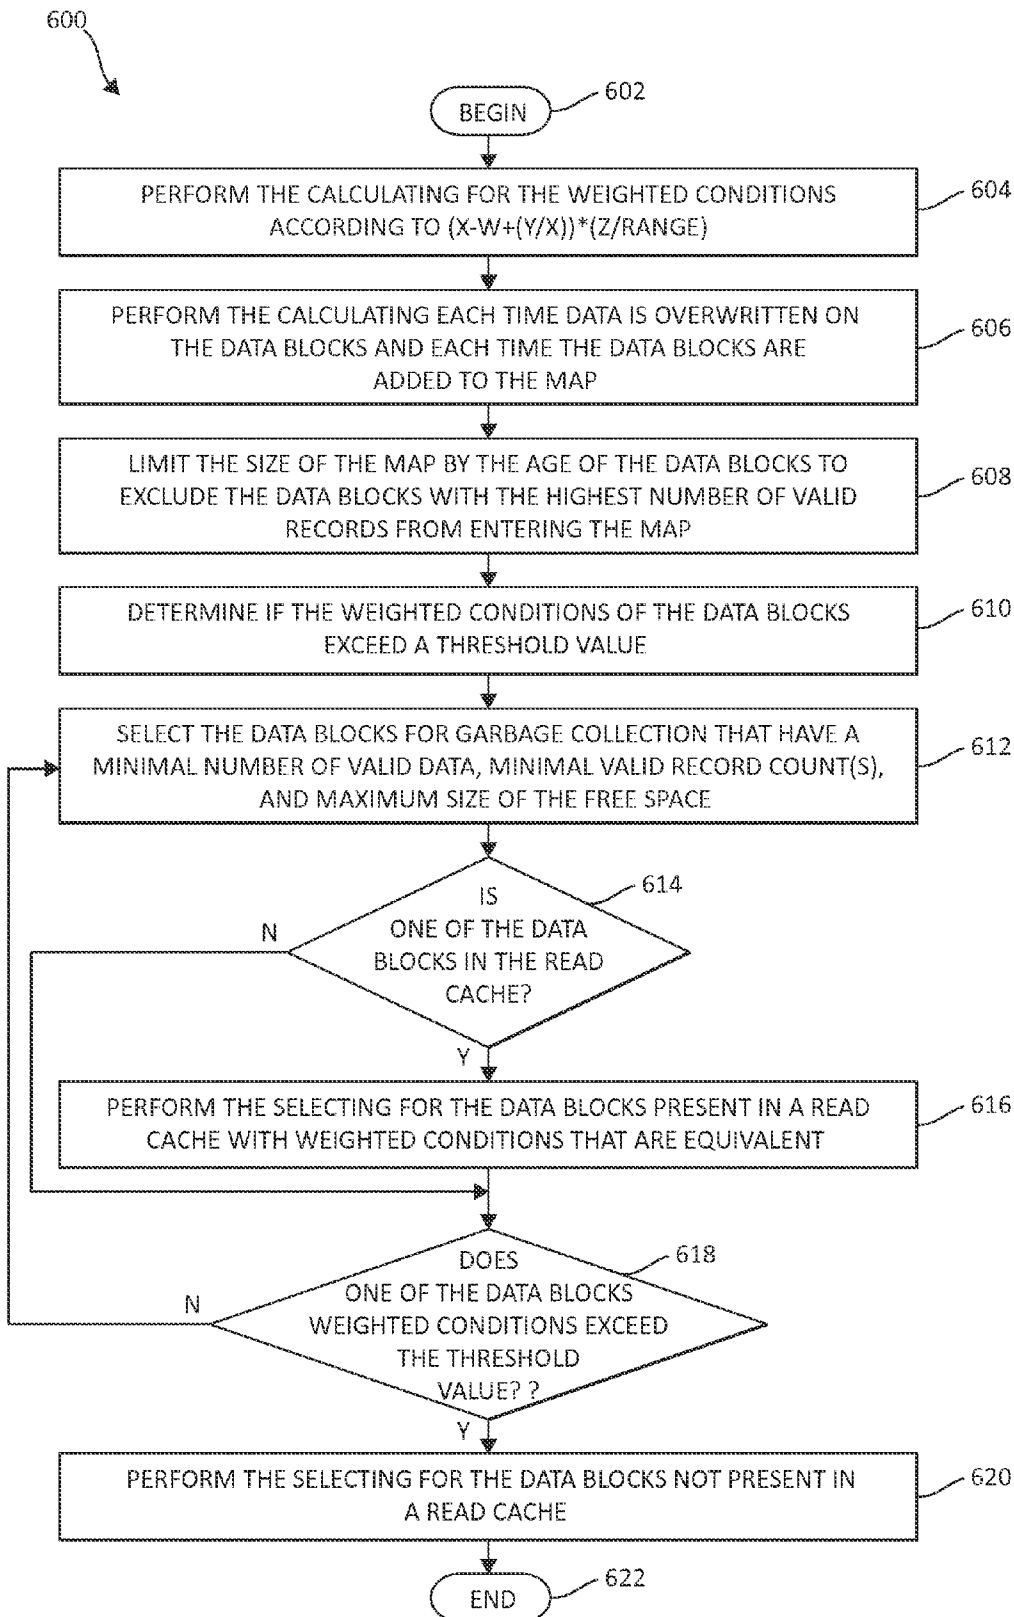 600
BEGIN
602
PERFORM THE CALCULATING FOR THE WEIGHTED CONDITIONS
ACCORDING TO (X-W+(Y/X))*(Z/RANGE)
604
PERFORM THE CALCULATING EACH TIME DATA IS OVERWRITTEN ON
THE DATA BLOCKS AND EACH TIME THE DATA BLOCKS ARE
ADDED TO THE MAP
606
LIMIT THE SIZE OF THE MAP BY THE AGE OF THE DATA BLOCKS TO
EXCLUDE THE DATA BLOCKS WITH THE HIGHEST NUMBER OF VALID
RECORDS FROM ENTERING THE MAP
608
DETERMINE IF THE WEIGHTED CONDITIONS OF THE DATA BLOCKS
EXCEED A THRESHOLD VALUE
610
SELECT THE DATA BLOCKS FOR GARBAGE COLLECTION THAT HAVE A
MINIMAL NUMBER OF VALID DATA, MINIMAL VALID RECORD COUNT(S),
AND MAXIMUM SIZE OF THE FREE SPACE
612
IS
ONE OF THE DATA
BLOCKS IN THE READ
CACHE?
614
N
Y
PERFORM THE SELECTING FOR THE DATA BLOCKS PRESENT IN A READ
CACHE WITH WEIGHTED CONDITIONS THAT ARE EQUIVALENT
616
DOES
ONE OF THE DATA BLOCKS
WEIGHTED CONDITIONS EXCEED
THE THRESHOLD
VALUE? ?
618
N
Y
PERFORM THE SELECTING FOR THE DATA BLOCKS NOT PRESENT IN
A READ CACHE
620
END
622